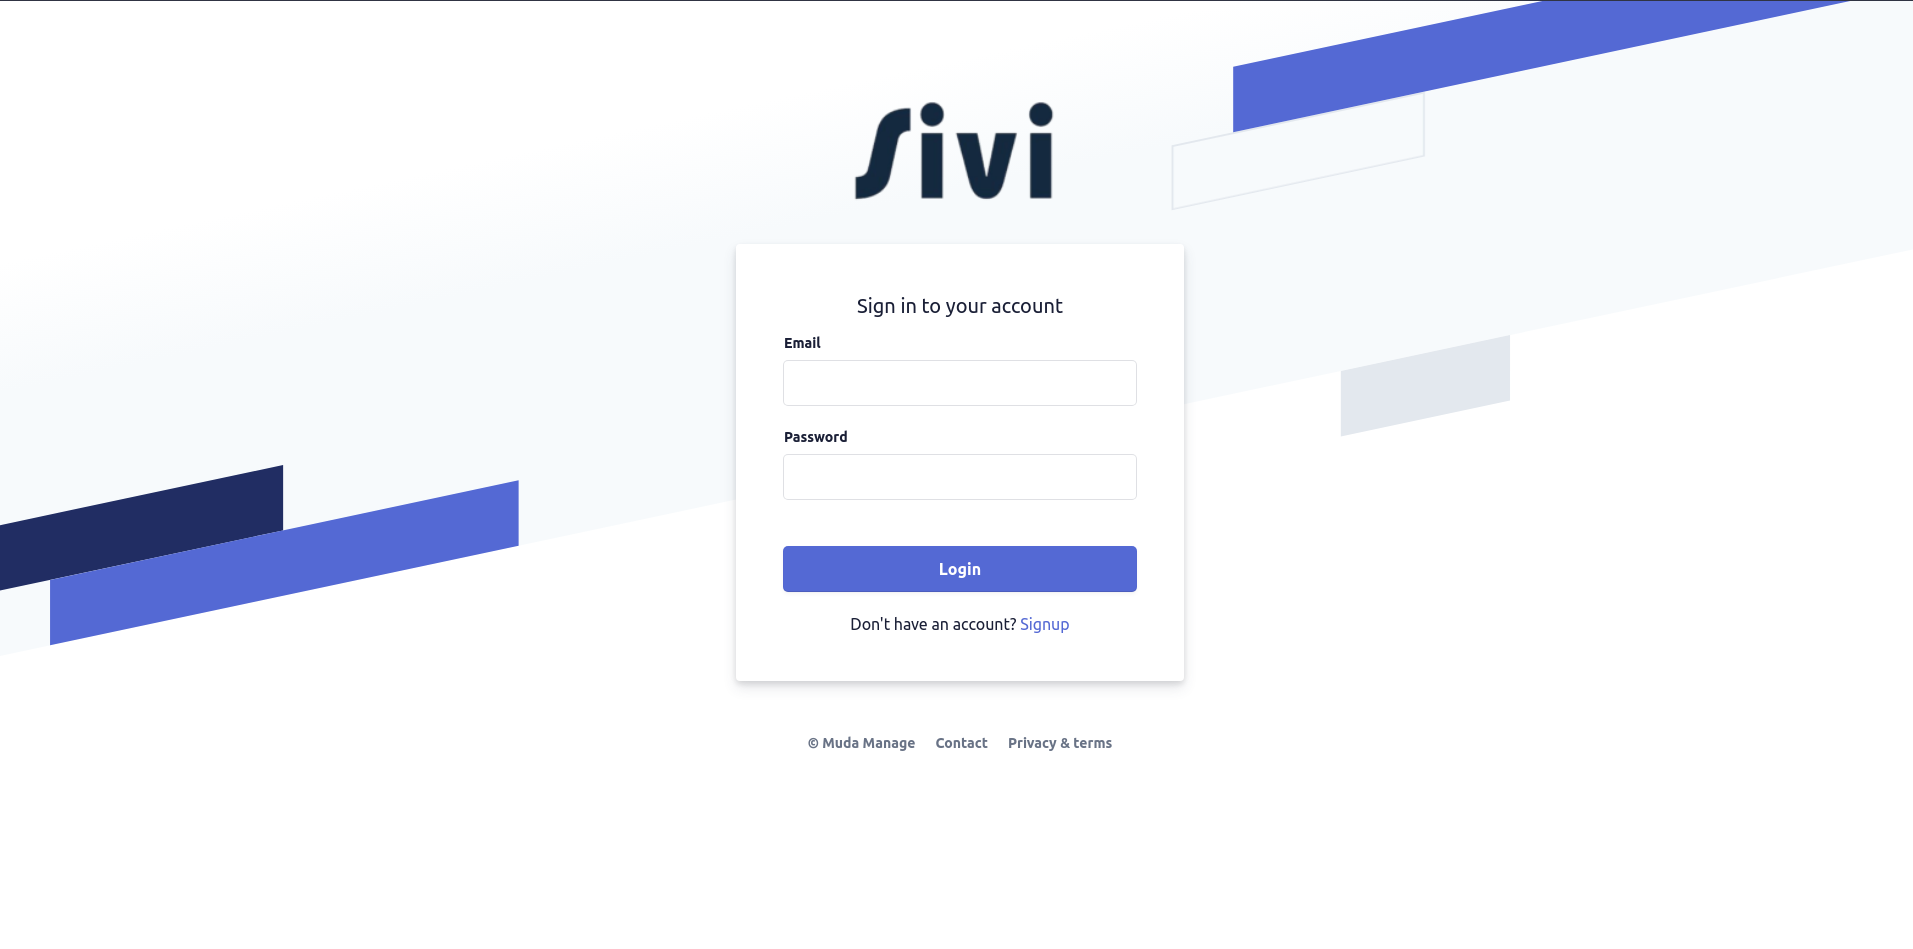 Sivi
Sign in to your account
Email
Password
Login
Don't have an account? Signup
© Muda Manage Contact Privacy & terms